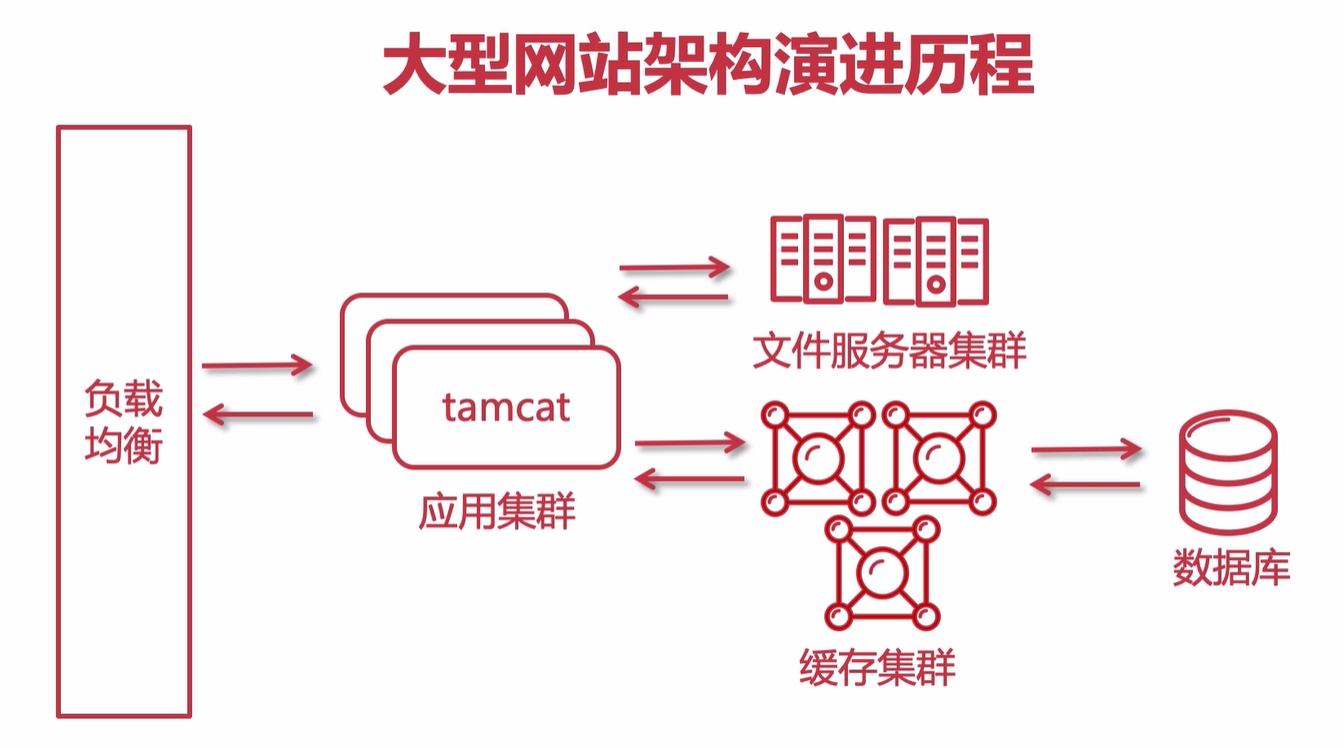 大型网站架构演进历程
负载
均衡
tamcat
应用集群
文件服务器集群
缓存集群
数据库